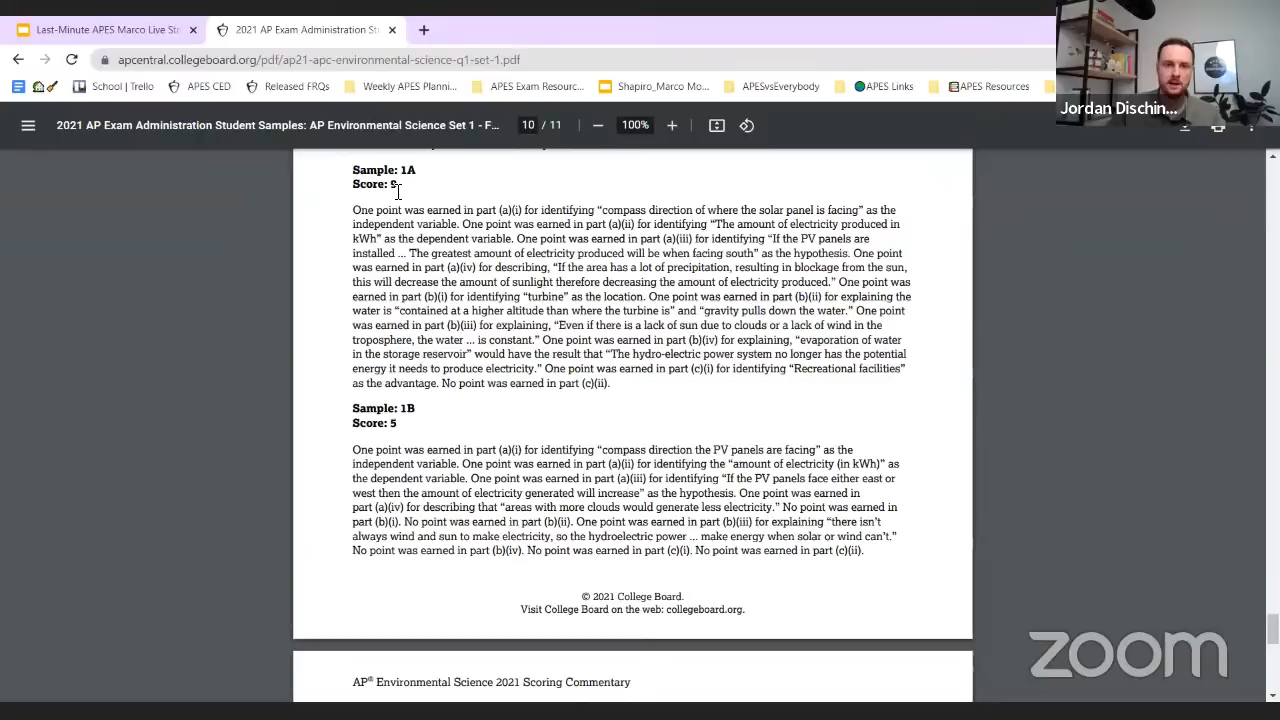 Last-Minute APES Marco Live St
2021 AP Exam Administration St
apcentral.collegeboard.org/pdf/ap21-apc-environmental-science-q1-set-1.pdf
School | Trello
APES CED
Released FRQs
Weekly APES Planni...
APES Exam Resourc...
Shapiro_Marco Mo...
APESvsEverybody
APES Links
APES Resources
Jordan Dischin...
2021 AP Exam Administration Student Samples: AP Environmental Science Set 1 - F...
10 / 11
100%
Sample: 1A
Score: 9
One point was earned in part (a)(i) for identifying “compass direction of where the solar panel is facing” as the
independent variable. One point was earned in part (a)(ii) for identifying “The amount of electricity produced in
kWh” as the dependent variable. One point was earned in part (a)(iii) for identifying “If the PV panels are
installed ... The greatest amount of electricity produced will be when facing south” as the hypothesis. One point
was earned in part (a)(iv) for describing, “If the area has a lot of precipitation, resulting in blockage from the sun,
this will decrease the amount of sunlight therefore decreasing the amount of electricity produced.” One point was
earned in part (b)(i) for identifying “turbine” as the location. One point was earned in part (b)(ii) for explaining the
water is “contained at a higher altitude than where the turbine is” and “gravity pulls down the water.” One point
was earned in part (b)(iii) for explaining, “Even if there is a lack of sun due to clouds or a lack of wind in the
troposphere, the water ... is constant.” One point was earned in part (b)(iv) for explaining, “evaporation of water
in the storage reservoir” would have the result that “The hydro-electric power system no longer has the potential
energy it needs to produce electricity.” One point was earned in part (c)(i) for identifying “Recreational facilities”
as the advantage. No point was earned in part (c)(ii).
Sample: 1B
Score: 5
One point was earned in part (a)(i) for identifying “compass direction the PV panels are facing” as the
independent variable. One point was earned in part (a)(ii) for identifying the “amount of electricity (in kWh)” as
the dependent variable. One point was earned in part (a)(iii) for identifying “If the PV panels face either east or
west then the amount of electricity generated will increase” as the hypothesis. One point was earned in
part (a)(iv) for describing that “areas with more clouds would generate less electricity.” No point was earned in
part (b)(i). No point was earned in part (b)(ii). One point was earned in part (b)(iii) for explaining “there isn’t
always wind and sun to make electricity, so the hydroelectric power ... make energy when solar or wind can’t.”
No point was earned in part (b)(iv). No point was earned in part (c)(i). No point was earned in part (c)(ii).
© 2021 College Board.
Visit College Board on the web: collegeboard.org.
AP® Environmental Science 2021 Scoring Commentary
zoom